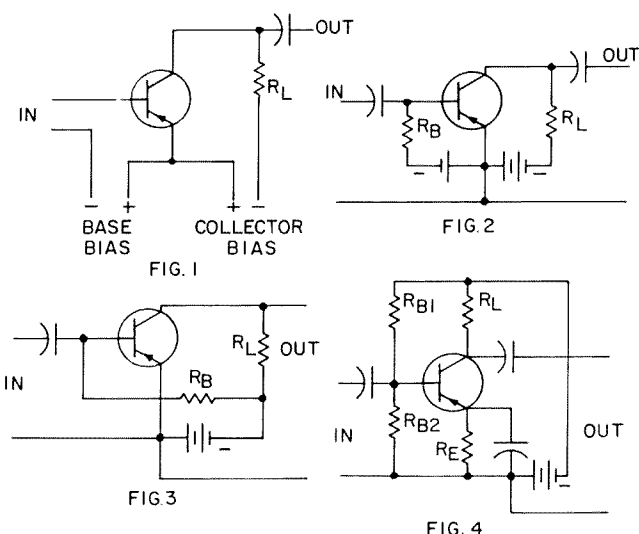 OUT
R_L
IN
- + + -
BASE BIAS
COLLECTOR BIAS
FIG. 1
OUT
IN
R_B
R_L
- -
FIG. 2
R_L
OUT
IN
R_B
-
FIG. 3
R_B1
R_L
R_B2
IN
R_E
OUT
-
FIG. 4